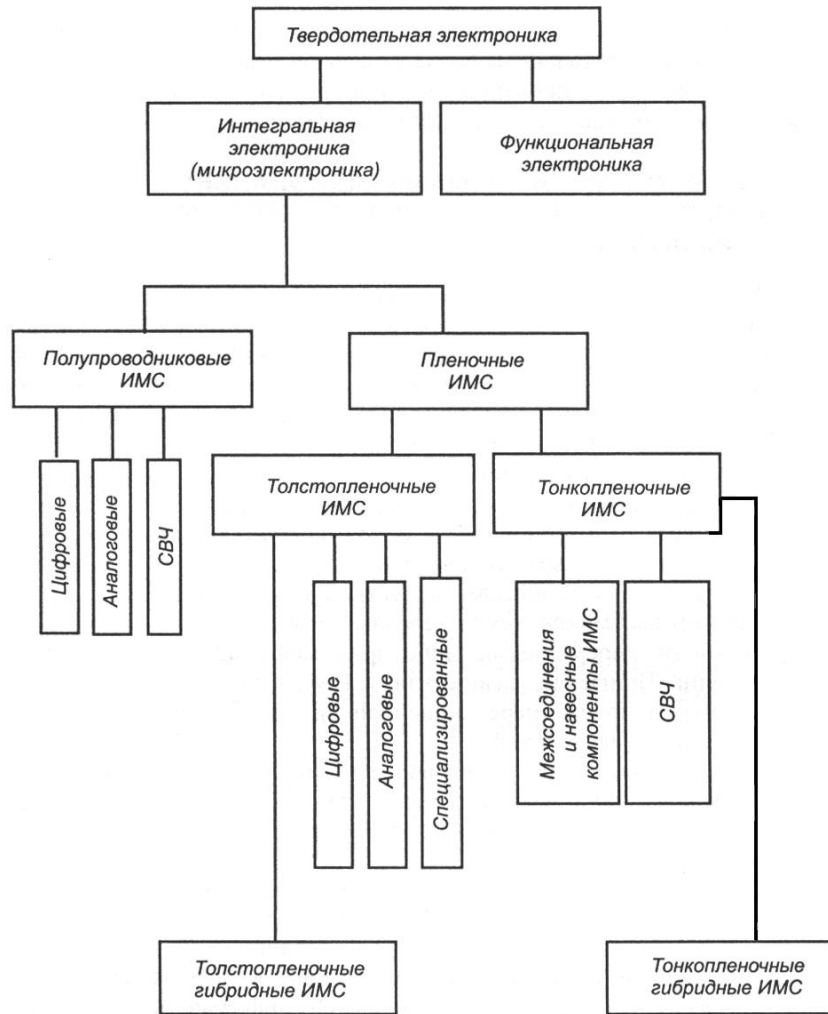 Твердотельная электроника
Интегральная
электроника
(микроэлектроника)
Функциональная
электроника
Полупроводниковые
ИМС
Пленочные
ИМС
Цифровые
Аналоговые
СВЧ
Толстопленочные
ИМС
Тонкопленочные
ИМС
Цифровые
Аналоговые
Специализированные
Межсоединения
и навесные
компоненты ИМС
СВЧ
Толстопленочные
гибридные ИМС
Тонкопленочные
гибридные ИМС